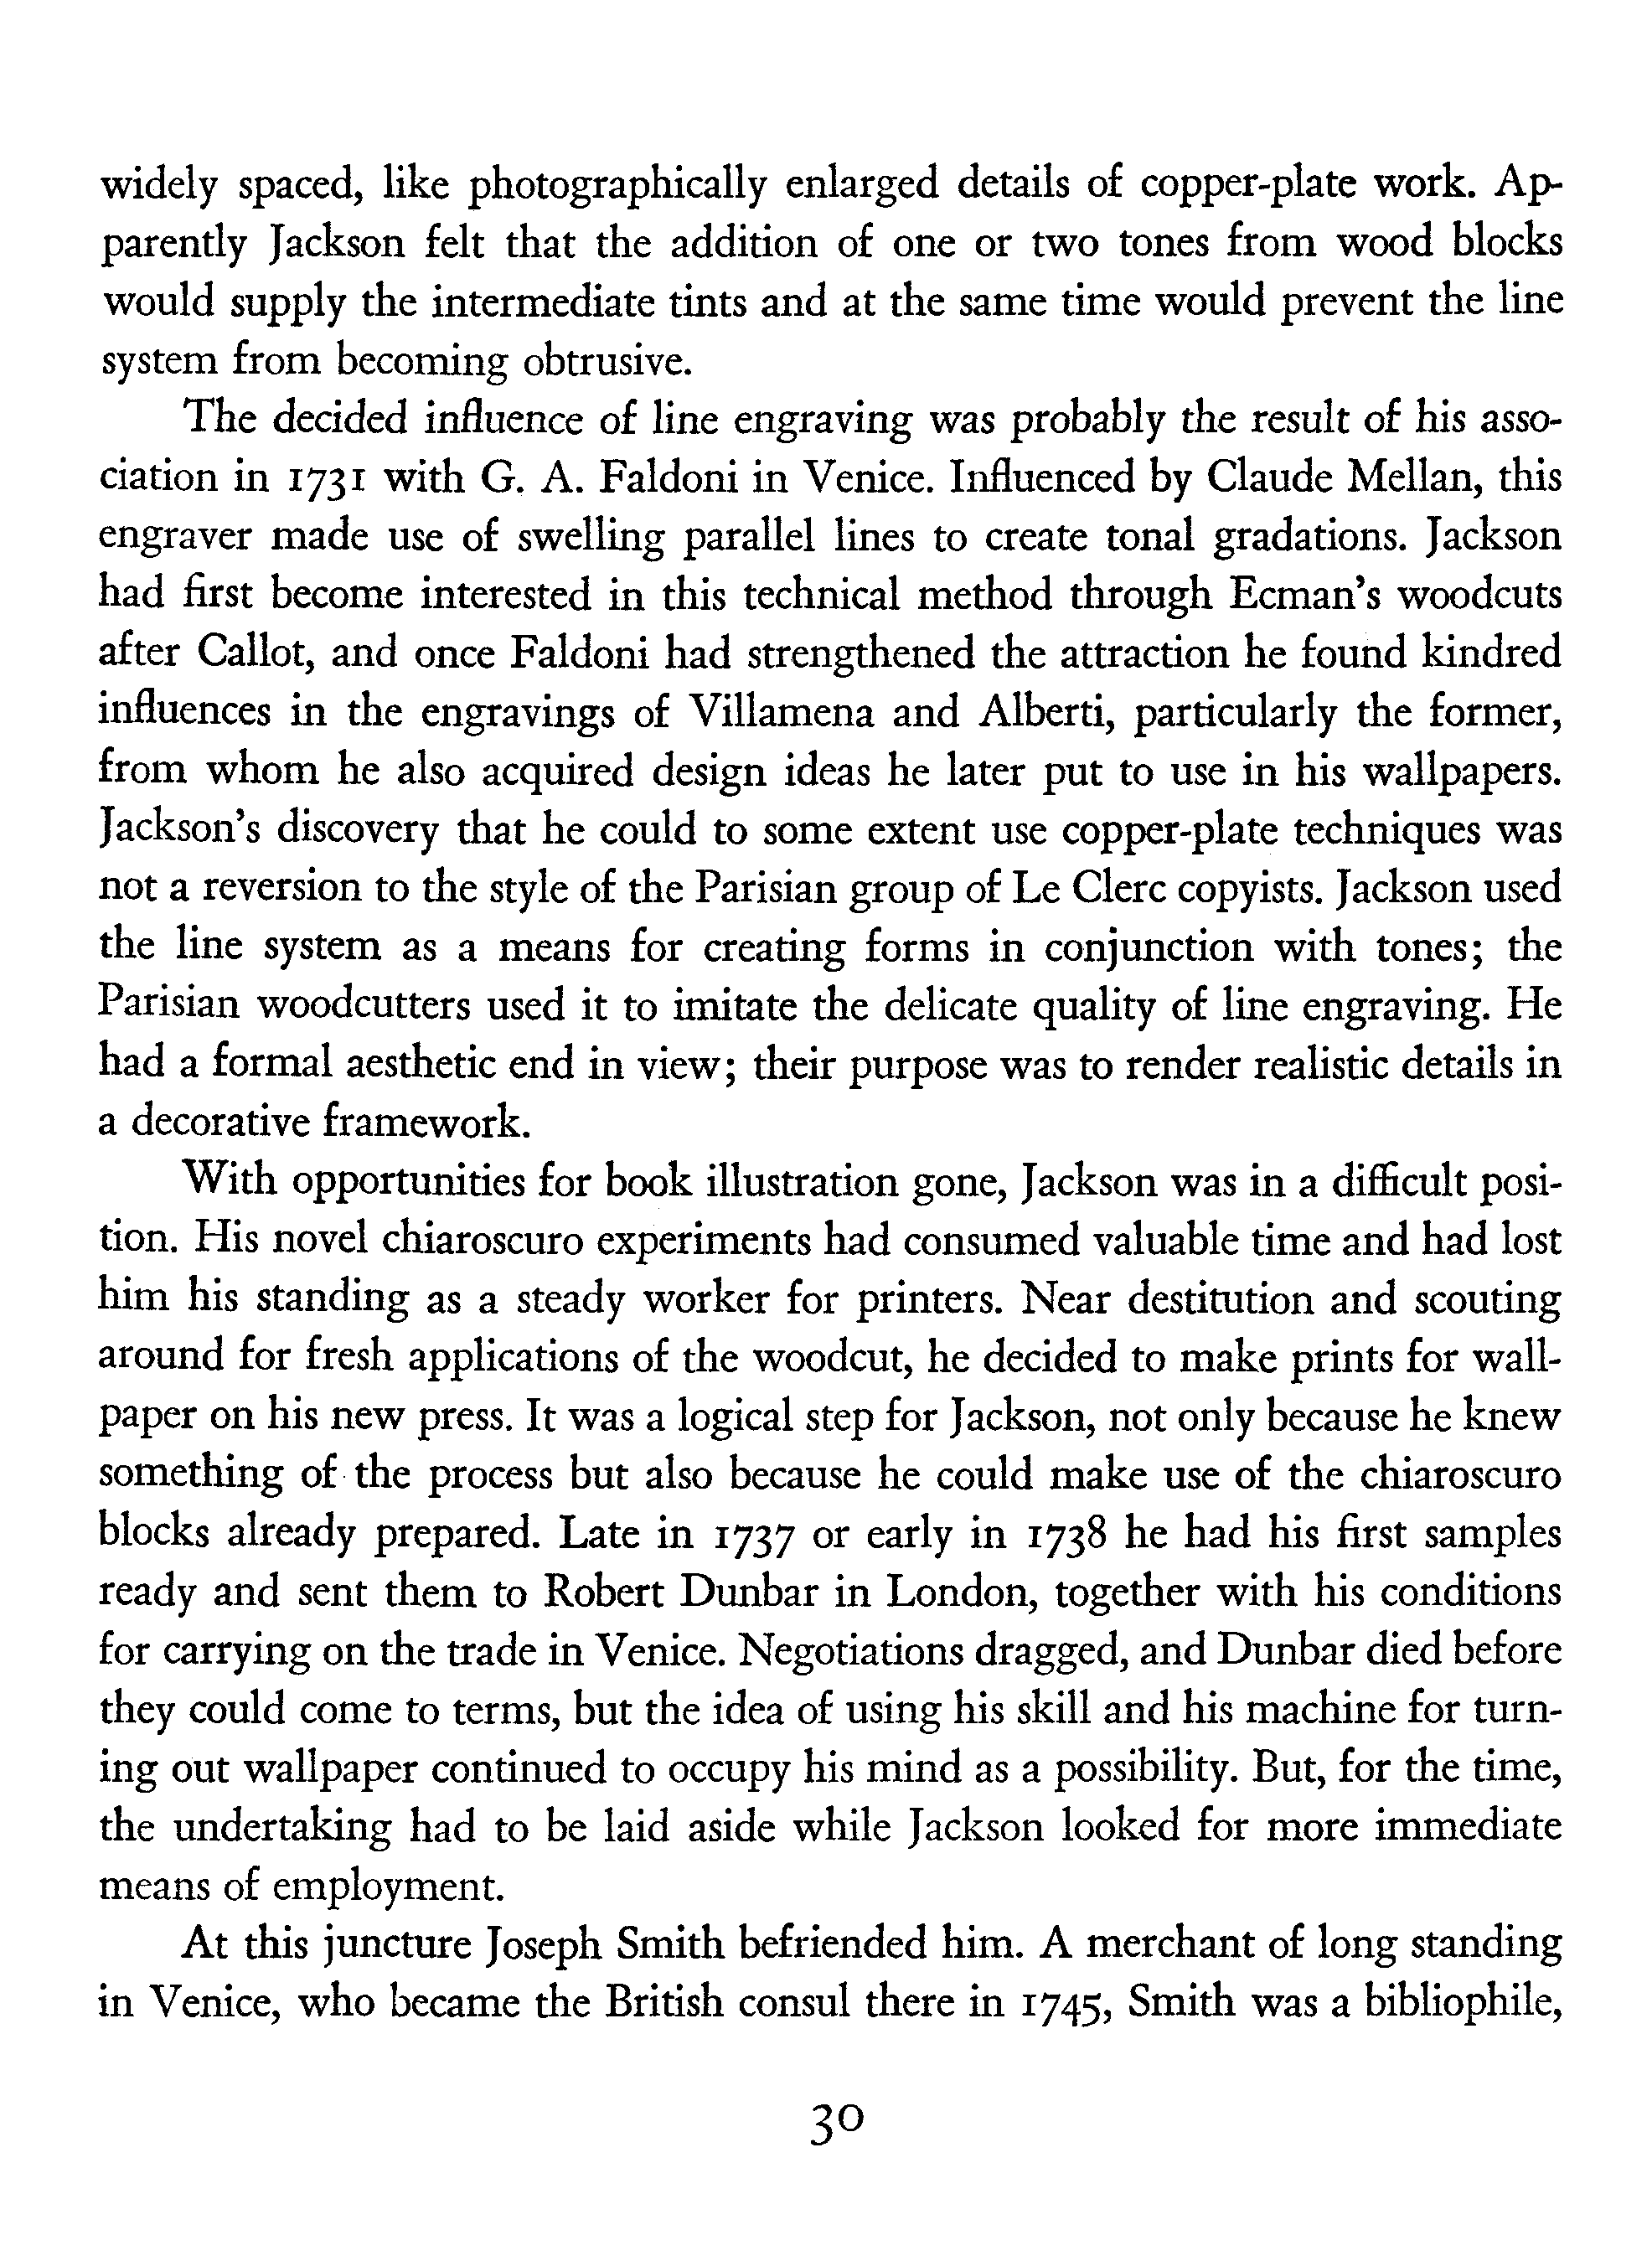 widely spaced, like photographically enlarged details of copper-plate work. Ap-
parently Jackson felt that the addition of one or two tones from wood blocks
would supply the intermediate tints and at the same time would prevent the line
system from becoming obtrusive.
The decided influence of line engraving was probably the result of his asso-
ciation in 1731 with G. A. Faldoni in Venice. Influenced by Claude Mellan, this
engraver made use of swelling parallel lines to create tonal gradations. Jackson
had first become interested in this technical method through Ecman's woodcuts
after Callot, and once Faldoni had strengthened the attraction he found kindred
influences in the engravings of Villamena and Alberti, particularly the former,
from whom he also acquired design ideas he later put to use in his wallpapers.
Jackson's discovery that he could to some extent use copper-plate techniques was
not a reversion to the style of the Parisian group of Le Clerc copyists. Jackson used
the line system as a means for creating forms in conjunction with tones; the
Parisian woodcutters used it to imitate the delicate quality of line engraving. He
had a formal aesthetic end in view; their purpose was to render realistic details in
a decorative framework.
With opportunities for book illustration gone, Jackson was in a difficult posi-
tion. His novel chiaroscuro experiments had consumed valuable time and had lost
him his standing as a steady worker for printers. Near destitution and scouting
around for fresh applications of the woodcut, he decided to make prints for wall-
paper on his new press. It was a logical step for Jackson, not only because he knew
something of the process but also because he could make use of the chiaroscuro
blocks already prepared. Late in 1737 or early in 1738 he had his first samples
ready and sent them to Robert Dunbar in London, together with his conditions
for carrying on the trade in Venice. Negotiations dragged, and Dunbar died before
they could come to terms, but the idea of using his skill and his machine for turn-
ing out wallpaper continued to occupy his mind as a possibility. But, for the time,
the undertaking had to be laid aside while Jackson looked for more immediate
means of employment.
At this juncture Joseph Smith befriended him. A merchant of long standing
in Venice, who became the British consul there in 1745, Smith was a bibliophile,
30